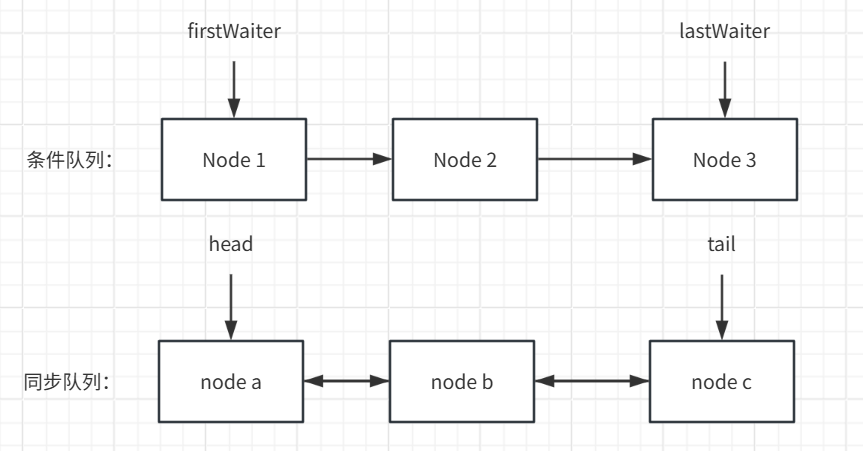 firstWaiter
lastWaiter
条件队列：
Node 1
Node 2
Node 3
head
tail
同步队列：
node a
node b
node c